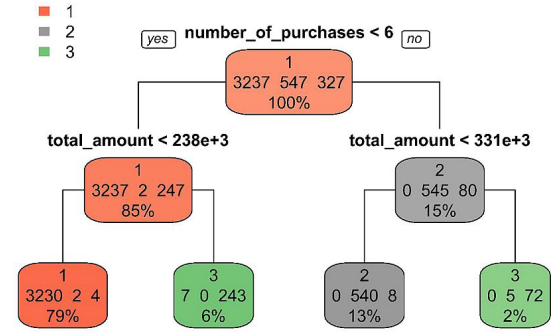 1
2
3
yes number_of_purchases < 6 no
1
3237 547 327
100%
total_amount < 238e+3 total_amount < 331e+3
1 2
3237 2 247 0 545 80
85% 15%
1 3 2 3
3230 2 4 7 0 243 0 540 8 0 5 72
79% 6% 13% 2%